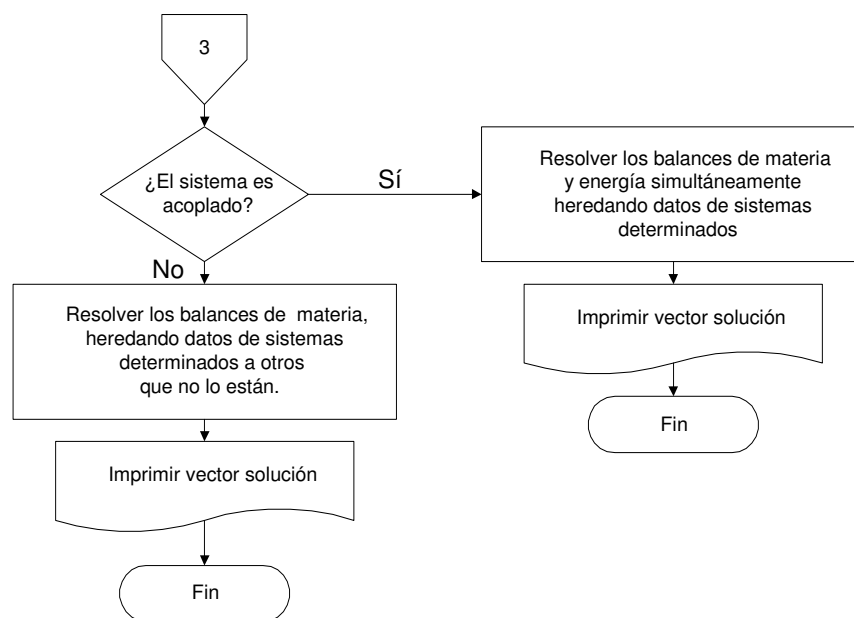 3
¿El sistema es
acoplado?
Sí
No
Resolver los balances de materia
y energía simultáneamente
heredando datos de sistemas
determinados
Imprimir vector solución
Fin
Resolver los balances de materia,
heredando datos de sistemas
determinados a otros
que no lo están.
Imprimir vector solución
Fin